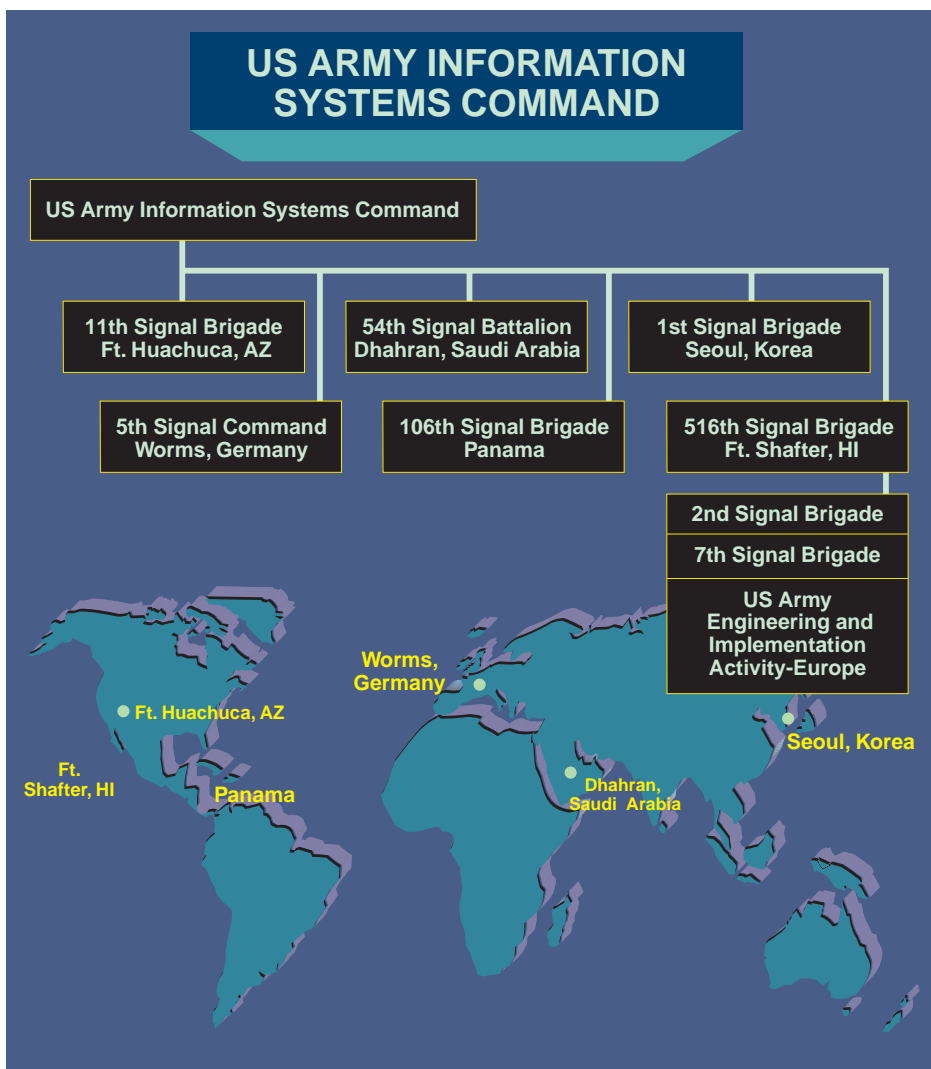 US ARMY INFORMATION
SYSTEMS COMMAND
US Army Information Systems Command
11th Signal Brigade
Ft. Huachuca, AZ
54th Signal Battalion
Dhahran, Saudi Arabia
1st Signal Brigade
Seoul, Korea
5th Signal Command
Worms, Germany
106th Signal Brigade
Panama
516th Signal Brigade
Ft. Shafter, HI
2nd Signal Brigade
7th Signal Brigade
US Army
Engineering and
Implementation
Activity-Europe
Worms,
Germany
Ft. Huachuca, AZ
Seoul, Korea
Ft.
Shafter, HI
Panama
Dhahran,
Saudi Arabia